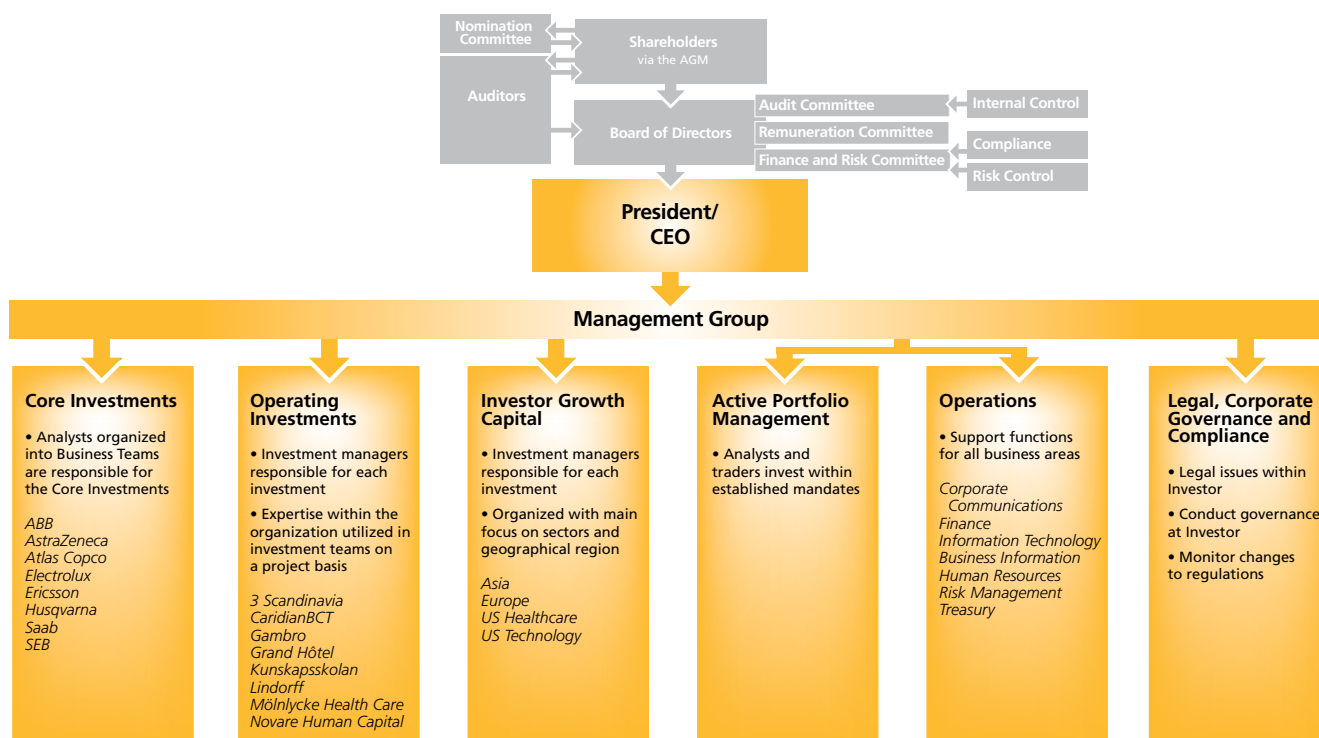 Nomination
Committee
Shareholders
via the AGM
Auditors
Board of Directors
Audit Committee
Remuneration Committee
Finance and Risk Committee
Internal Control
Compliance
Risk Control
President/
CEO
Management Group
Core Investments
• Analysts organized
into Business Teams
are responsible for
the Core Investments
ABB
AstraZeneca
Atlas Copco
Electrolux
Ericsson
Husqvarna
Saab
SEB
Operating
Investments
• Investment managers
responsible for each
investment
• Expertise within the
organization utilized in
investment teams on
a project basis
3 Scandinavia
CaridianBCT
Gambro
Grand Hôtel
Kunskapsskolan
Lindorff
Mölnlycke Health Care
Novare Human Capital
Investor Growth
Capital
• Investment managers
responsible for each
investment
• Organized with main
focus on sectors and
geographical region
Asia
Europe
US Healthcare
US Technology
Active Portfolio
Management
• Analysts and
traders invest within
established mandates
Operations
• Support functions
for all business areas
Corporate
Communications
Finance
Information Technology
Business Information
Human Resources
Risk Management
Treasury
Legal, Corporate
Governance and
Compliance
• Legal issues within
Investor
• Conduct governance
at Investor
• Monitor changes
to regulations